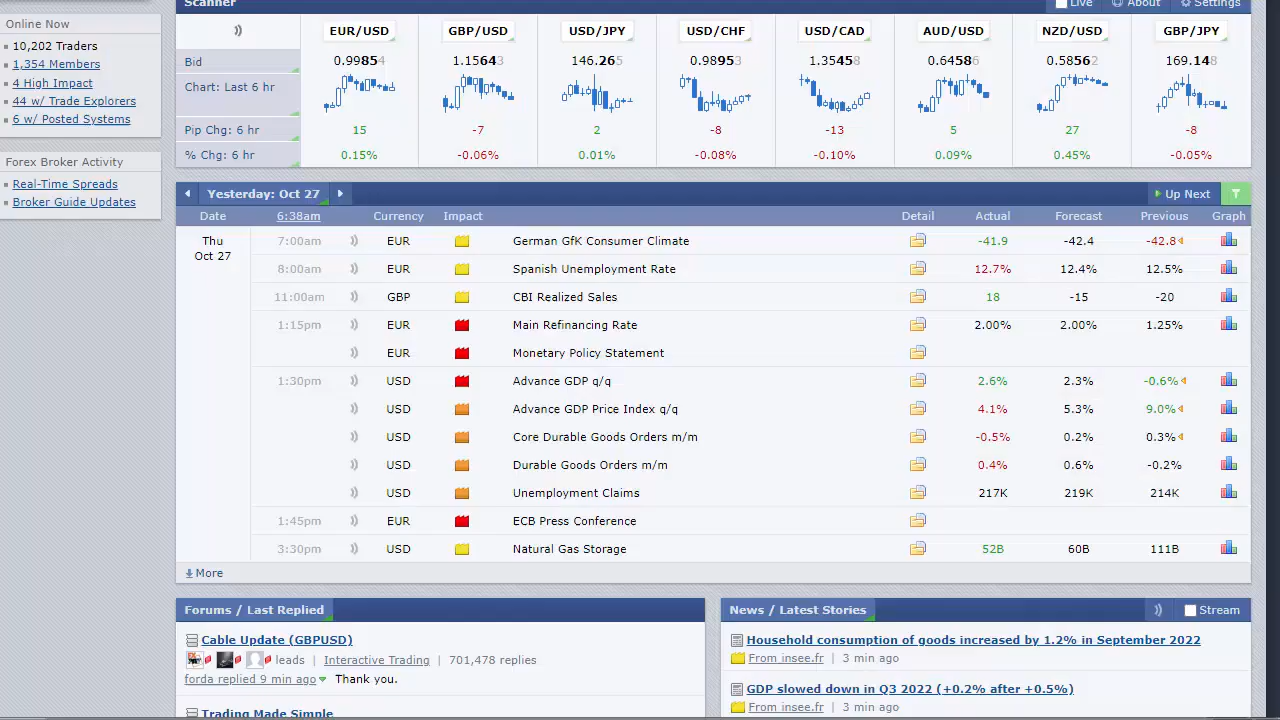 Scanner
Live About Settings
Online Now
10,202 Traders
1,354 Members
4 High Impact
44 w/ Trade Explorers
6 w/ Posted Systems
Forex Broker Activity
Real-Time Spreads
Broker Guide Updates
EUR/USD GBP/USD USD/JPY USD/CHF USD/CAD AUD/USD NZD/USD GBP/JPY
Bid 0.99854 1.15643 146.265 0.98953 1.35458 0.64586 0.58562 169.148
Chart: Last 6 hr
Pip Chg: 6 hr 15 -7 2 -8 -13 5 27 -8
% Chg: 6 hr 0.15% -0.06% 0.01% -0.08% -0.10% 0.09% 0.45% -0.05%
Yesterday: Oct 27 Up Next
Date 6:38am Currency Impact Detail Actual Forecast Previous Graph
Thu
Oct 27
7:00am EUR German GfK Consumer Climate -41.9 -42.4 -42.8
8:00am EUR Spanish Unemployment Rate 12.7% 12.4% 12.5%
11:00am GBP CBI Realized Sales 18 -15 -20
1:15pm EUR Main Refinancing Rate 2.00% 2.00% 1.25%
EUR Monetary Policy Statement
1:30pm USD Advance GDP q/q 2.6% 2.3% -0.6%
USD Advance GDP Price Index q/q 4.1% 5.3% 9.0%
USD Core Durable Goods Orders m/m -0.5% 0.2% 0.3%
USD Durable Goods Orders m/m 0.4% 0.6% -0.2%
USD Unemployment Claims 217K 219K 214K
1:45pm EUR ECB Press Conference
3:30pm USD Natural Gas Storage 52B 60B 111B
More
Forums / Last Replied
Cable Update (GBPUSD)
leads | Interactive Trading | 701,478 replies
forda replied 9 min ago Thank you.
Trading Made Simple
News / Latest Stories Stream
Household consumption of goods increased by 1.2% in September 2022
From insee.fr | 3 min ago
GDP slowed down in Q3 2022 (+0.2% after +0.5%)
From insee.fr | 3 min ago